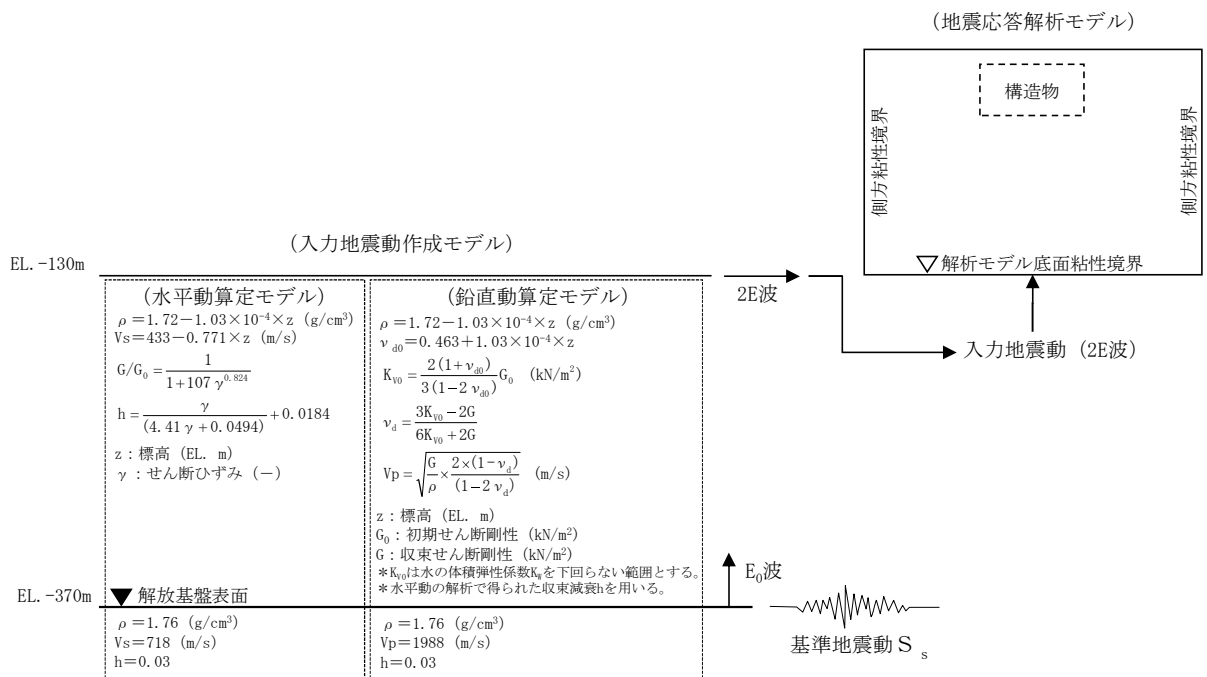 (地震応答解析モデル)
構造物
側方粘性境界
側方粘性境界
▽解析モデル底面粘性境界
(入力地震動作成モデル)
EL.-130m
2E波
入力地震動 (2E波)
(水平動算定モデル)
ρ=1.72-1.03×10⁻⁴×z (g/cm³)
Vs=433-0.771×z (m/s)
G/G₀ = 1 / (1+107 γ^0.824)
h = γ / (4.41 γ + 0.0494) + 0.0184
z:標高 (EL. m)
γ:せん断ひずみ (-)
(鉛直動算定モデル)
ρ=1.72-1.03×10⁻⁴×z (g/cm³)
ν_d0=0.463+1.03×10⁻⁴×z
K_V0 = 2(1+ν_d0) / 3(1-2ν_d0) G₀ (kN/m²)
ν_d = (3K_V0-2G) / (6K_V0+2G)
Vp = √(G/ρ × 2×(1-ν_d) / (1-2ν_d)) (m/s)
z:標高 (EL. m)
G₀:初期せん断剛性 (kN/m²)
G:収束せん断剛性 (kN/m²)
*K_V0は水の体積弾性係数K_Wを下回らない範囲とする。
*水平動の解析で得られた収束減衰hを用いる。
E₀波
EL.-370m
▼解放基盤表面
ρ=1.76 (g/cm³)
Vs=718 (m/s)
h=0.03
ρ=1.76 (g/cm³)
Vp=1988 (m/s)
h=0.03
基準地震動Ss